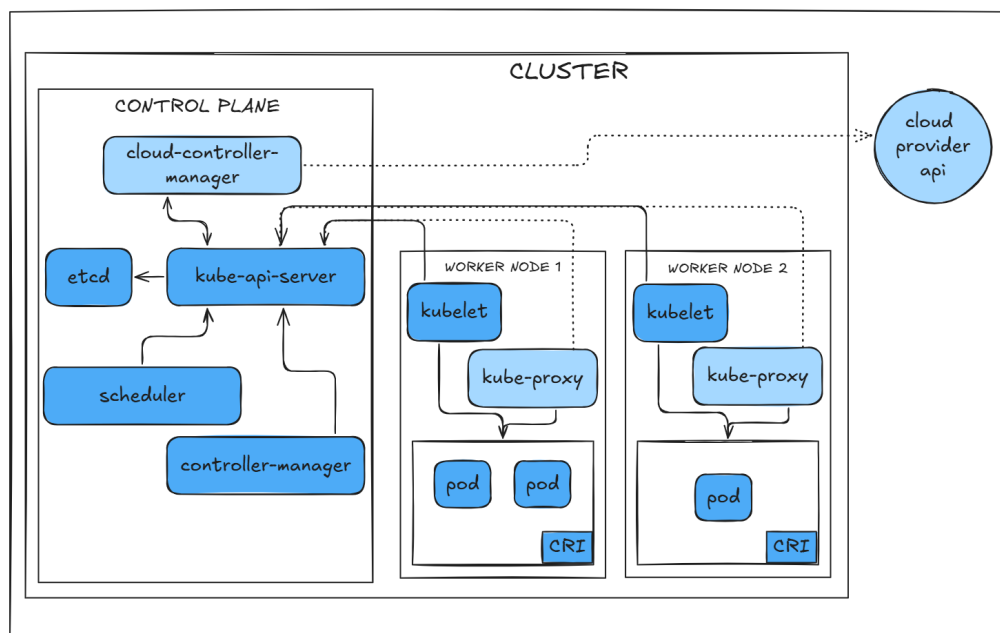 CLUSTER
CONTROL PLANE
cloud-controller-
manager
cloud
provider
api
etcd
kube-api-server
scheduler
controller-manager
WORKER NODE 1
kubelet
kube-proxy
pod
pod
CRI
WORKER NODE 2
kubelet
kube-proxy
pod
CRI